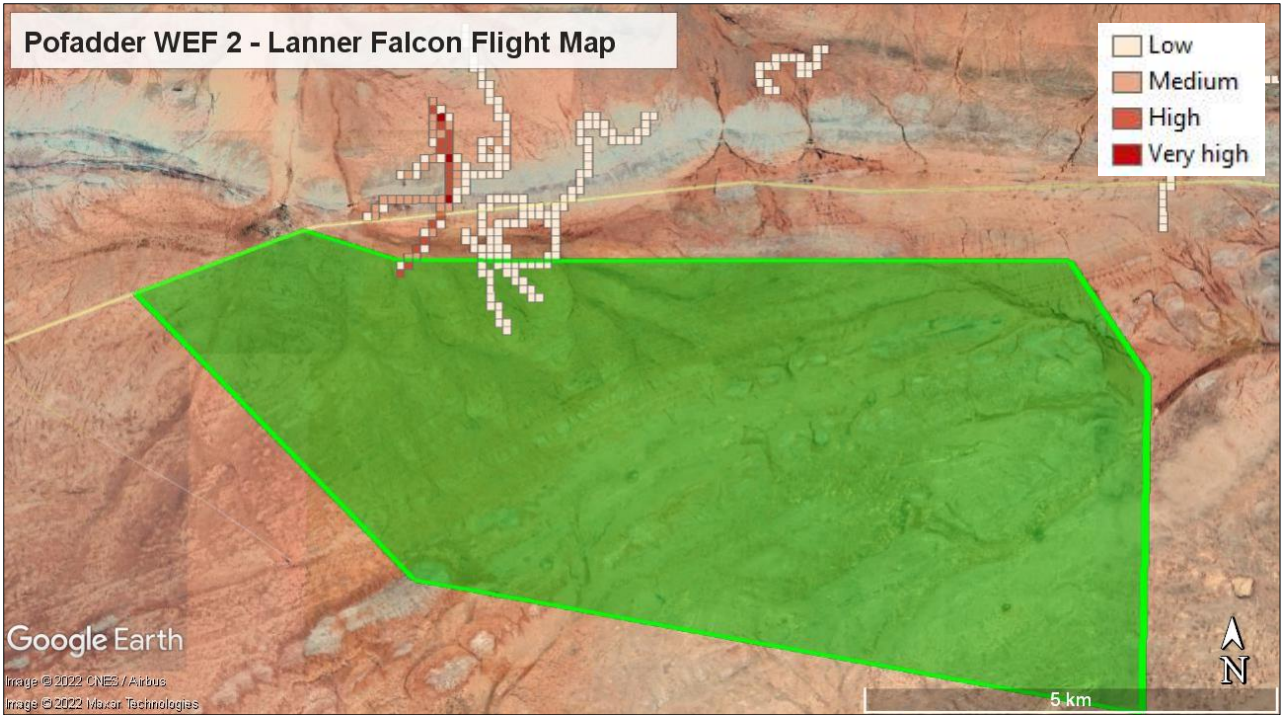 Pofadder WEF 2 - Lanner Falcon Flight Map
Low
Medium
High
Very high
Google Earth
Image © 2022 CNES / Airbus
Image © 2022 Maxar Technologies
N
5 km